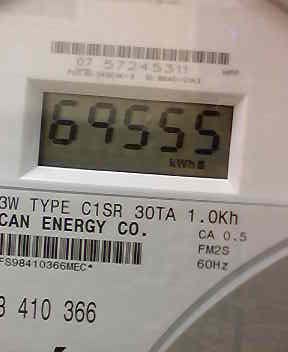 07 57245311
69555
kWh
3W TYPE C1SR 30TA 1.0Kh
CAN ENERGY CO.
CA 0.5
FM2S
60Hz
FS98410366MEC*
8 410 366